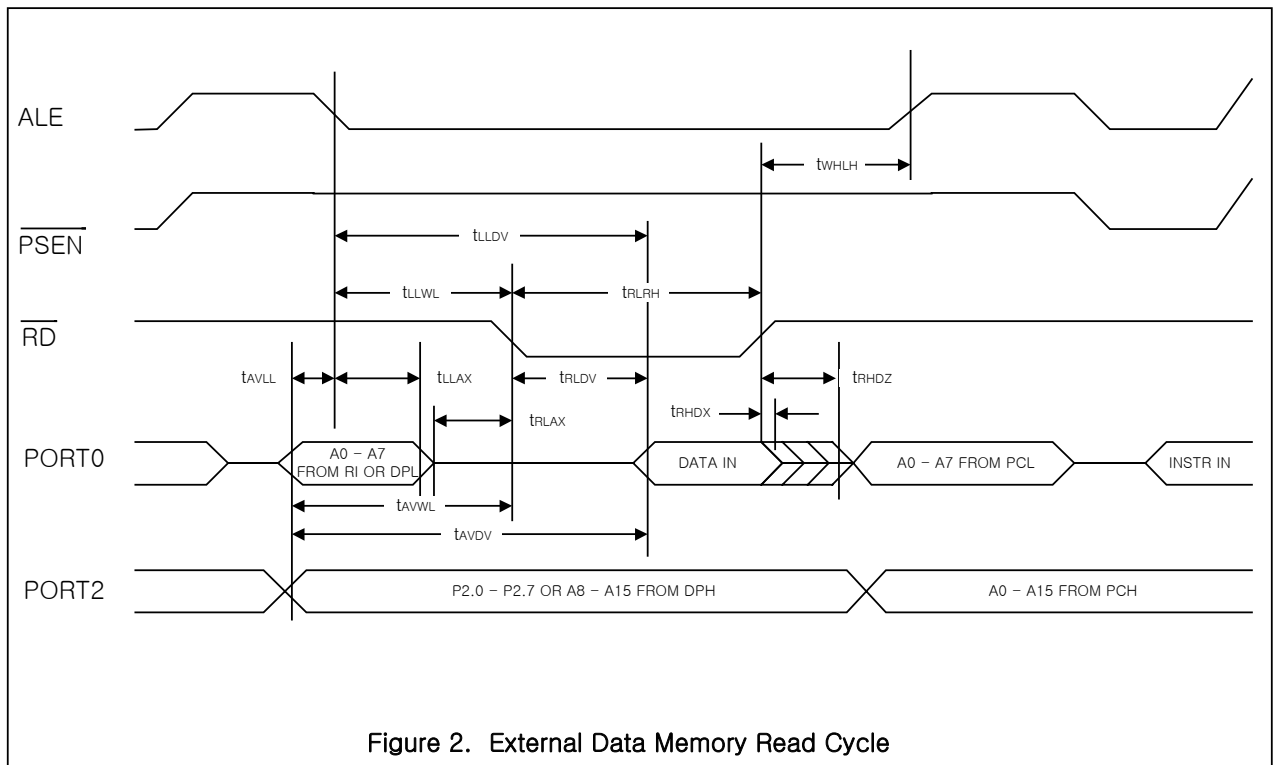 ALE
tWHLH
PSEN
tLLDV
tLLWL
tRLRH
RD
tAVLL
tLLAX
tRLDV
tRHDZ
tRHDX
tRLAX
PORT0
A0 – A7
FROM RI OR DPL
DATA IN
A0 – A7 FROM PCL
INSTR IN
tAVWL
tAVDV
PORT2
P2.0 – P2.7 OR A8 – A15 FROM DPH
A0 – A15 FROM PCH
Figure 2. External Data Memory Read Cycle